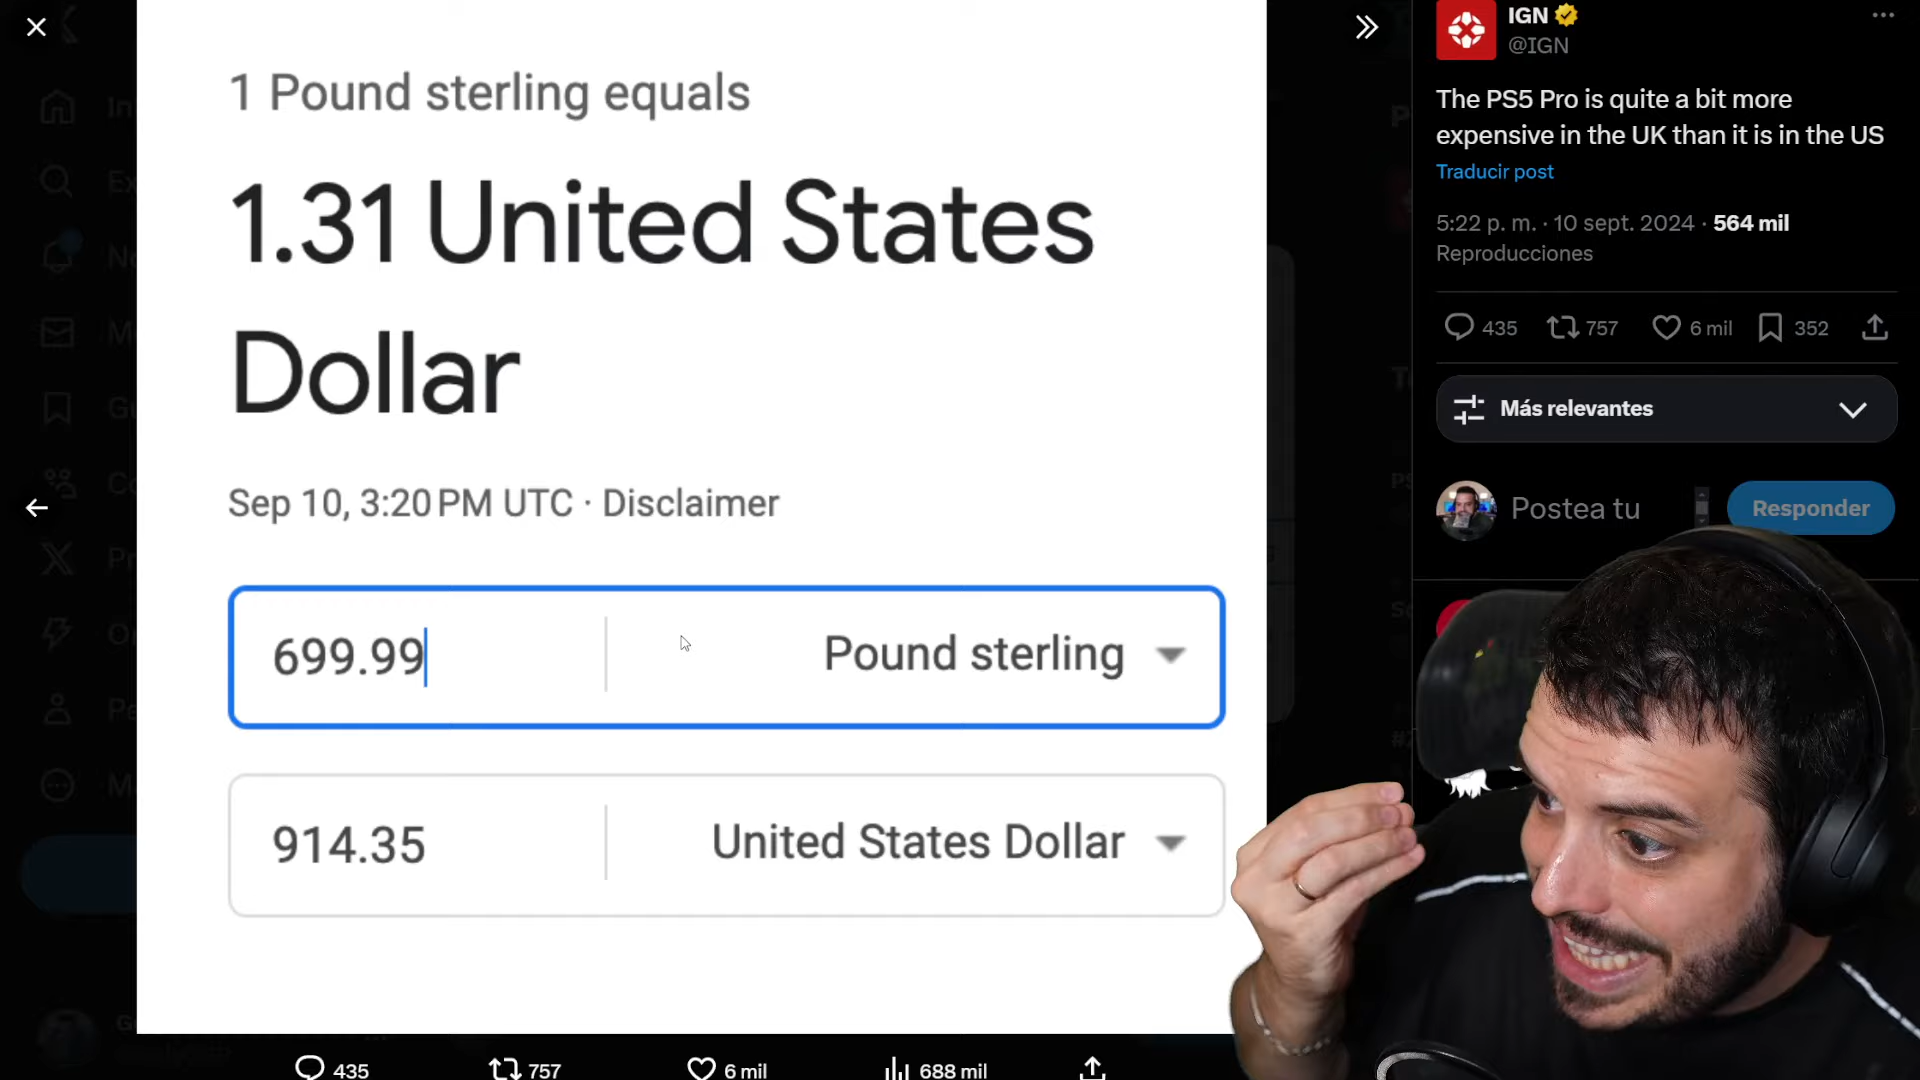 1 Pound sterling equals
1.31 United States
Dollar
Sep 10, 3:20 PM UTC · Disclaimer
699.99
Pound sterling
914.35
United States Dollar
435
757
6 mil
688 mil
IGN
@IGN
The PS5 Pro is quite a bit more
expensive in the UK than it is in the US
Traducir post
5:22 p. m. · 10 sept. 2024 · 564 mil
Reproducciones
435
757
6 mil
352
Más relevantes
Postea tu
Responder